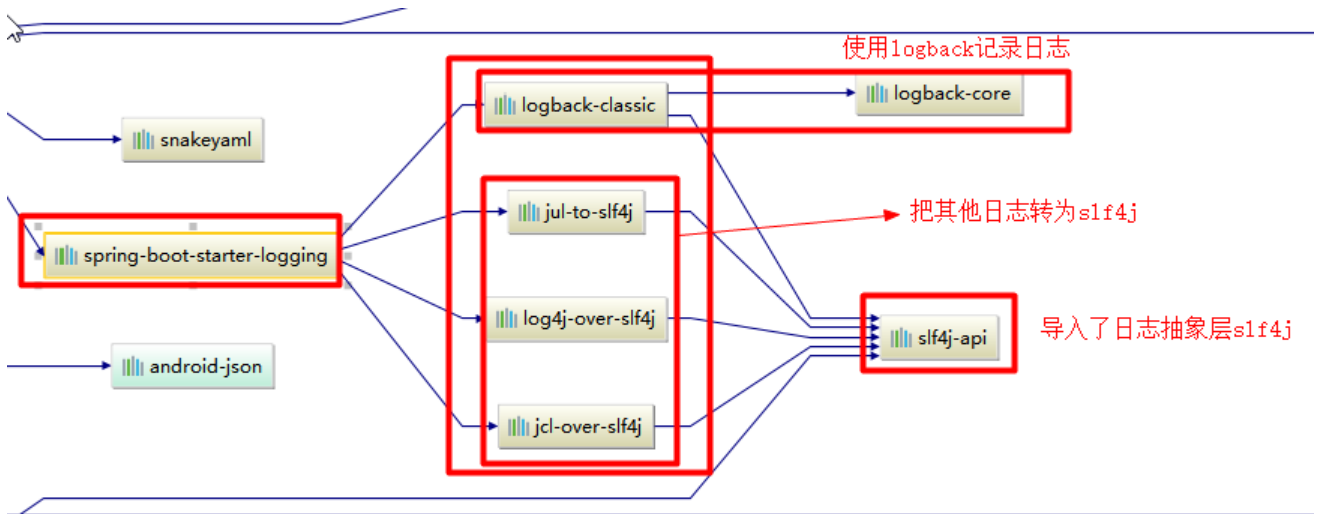 使用logback记录日志
logback-classic
logback-core
snakeyaml
jul-to-slf4j
把其他日志转为slf4j
spring-boot-starter-logging
log4j-over-slf4j
slf4j-api
导入了日志抽象层slf4j
android-json
jcl-over-slf4j